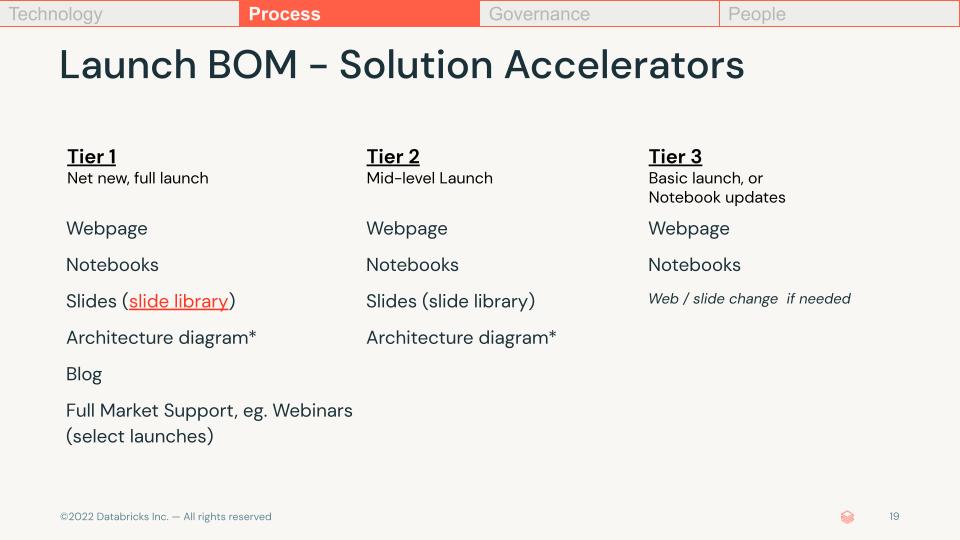 Technology
Process
Governance
People
Launch BOM - Solution Accelerators
Tier 1
Net new, full launch
Webpage
Notebooks
Slides (slide library)
Architecture diagram*
Blog
Full Market Support, eg. Webinars
(select launches)
Tier 2
Mid-level Launch
Webpage
Notebooks
Slides (slide library)
Architecture diagram*
Tier 3
Basic launch, or
Notebook updates
Webpage
Notebooks
Web / slide change if needed
©2022 Databricks Inc. — All rights reserved
19